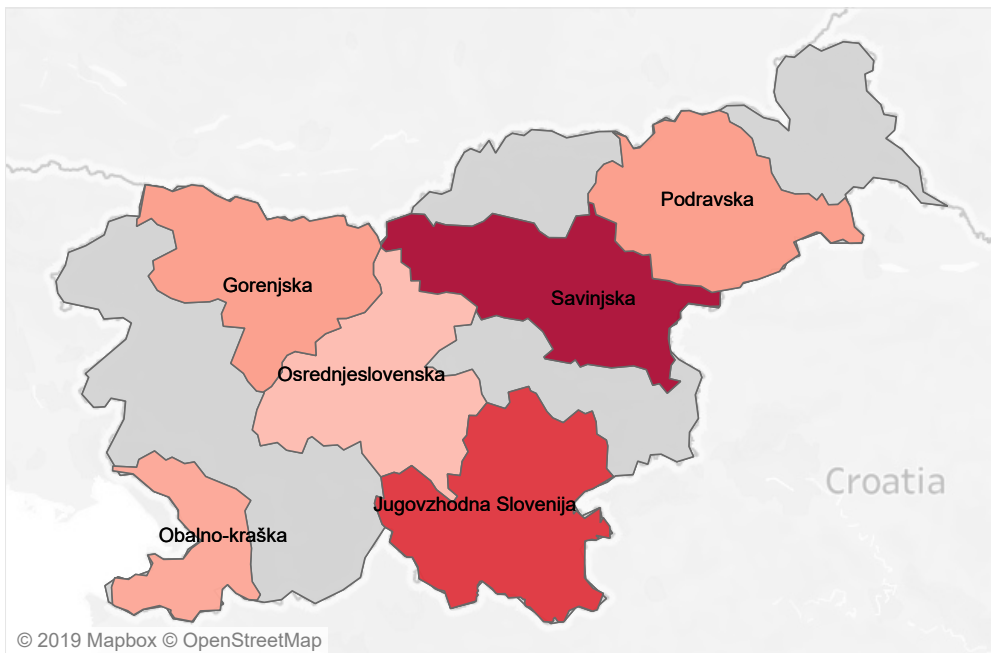 Podravska
Gorenjska
Savinjska
Osrednjeslovenska
Croatia
Jugovzhodna Slovenija
Obalno-kraška
© 2019 Mapbox © OpenStreetMap